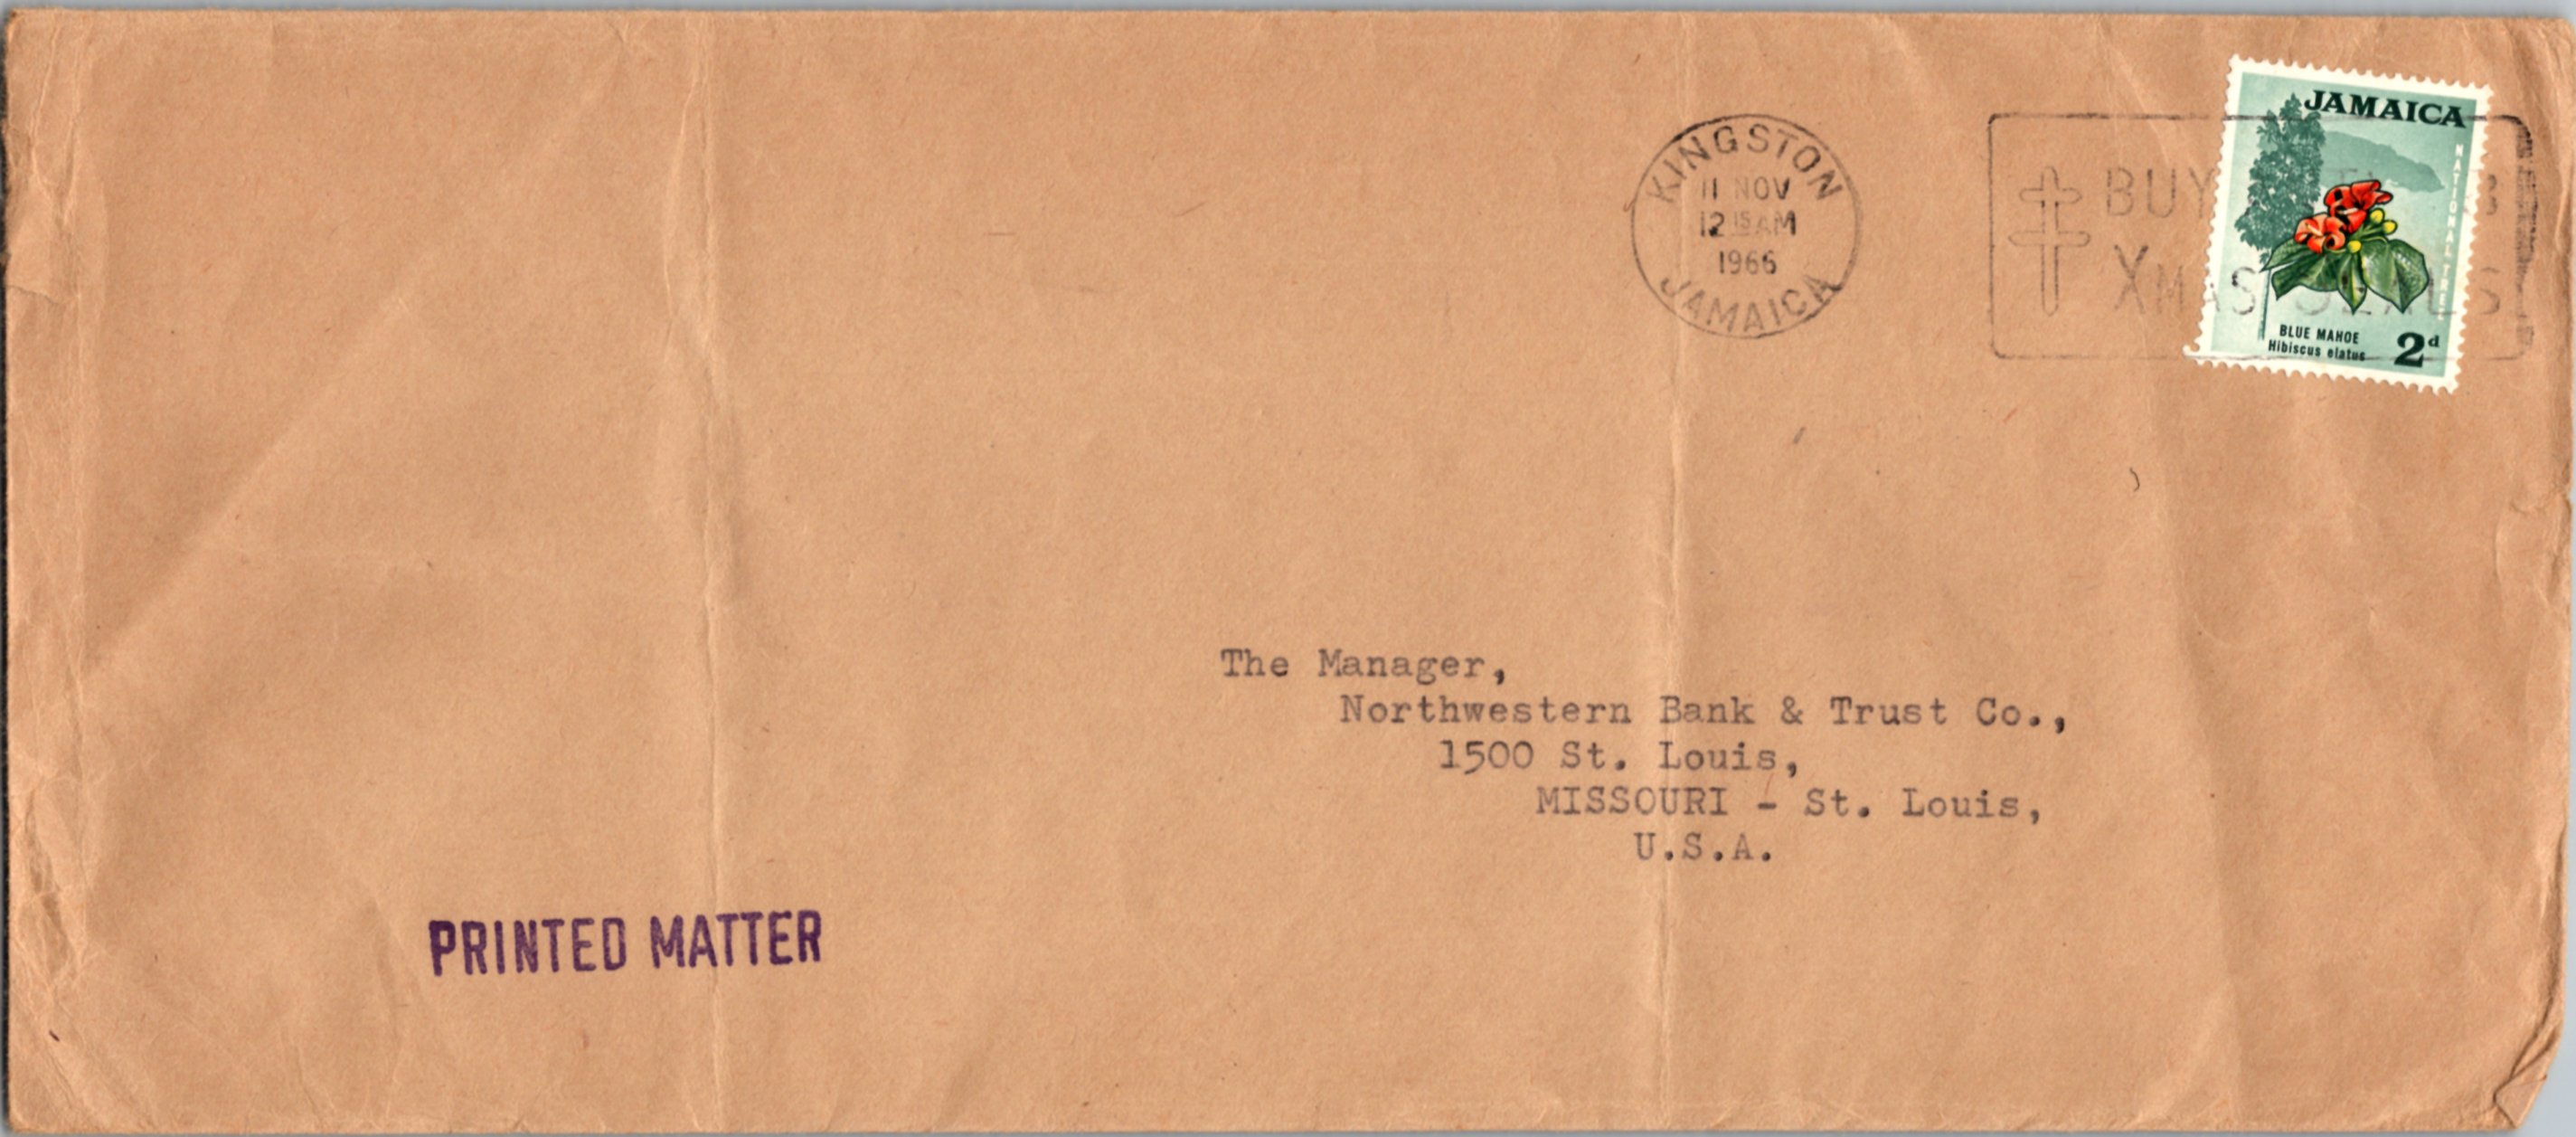 KINGSTON
11 NOV
12 15 AM
1966
JAMAICA
BUY
XMAS SEALS
JAMAICA
NATIONAL TREE
BLUE MAHOE
Hibiscus elatus
2d
The Manager,
Northwestern Bank & Trust Co.,
1500 St. Louis,
MISSOURI - St. Louis,
U.S.A.
PRINTED MATTER